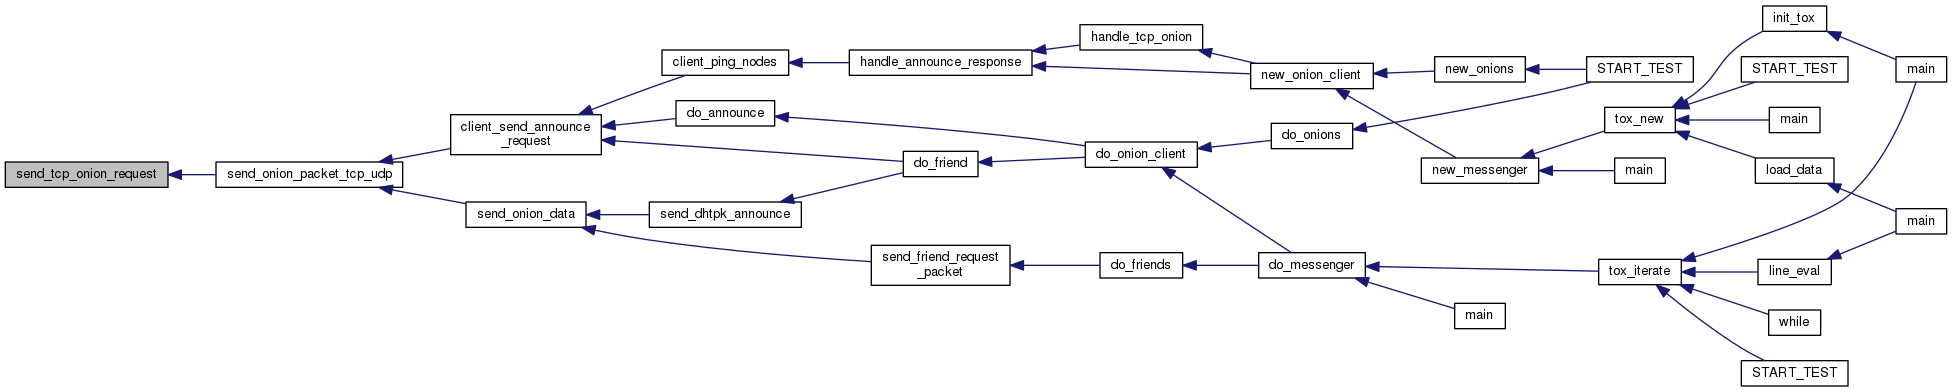 send_tcp_onion_request
send_onion_packet_tcp_udp
client_send_announce
_request
send_onion_data
client_ping_nodes
do_announce
send_dhtpk_announce
handle_announce_response
do_friend
send_friend_request
_packet
handle_tcp_onion
do_onion_client
do_friends
new_onion_client
do_onions
do_messenger
new_onions
new_messenger
main
START_TEST
main
tox_new
tox_iterate
init_tox
START_TEST
main
load_data
line_eval
while
START_TEST
main
main